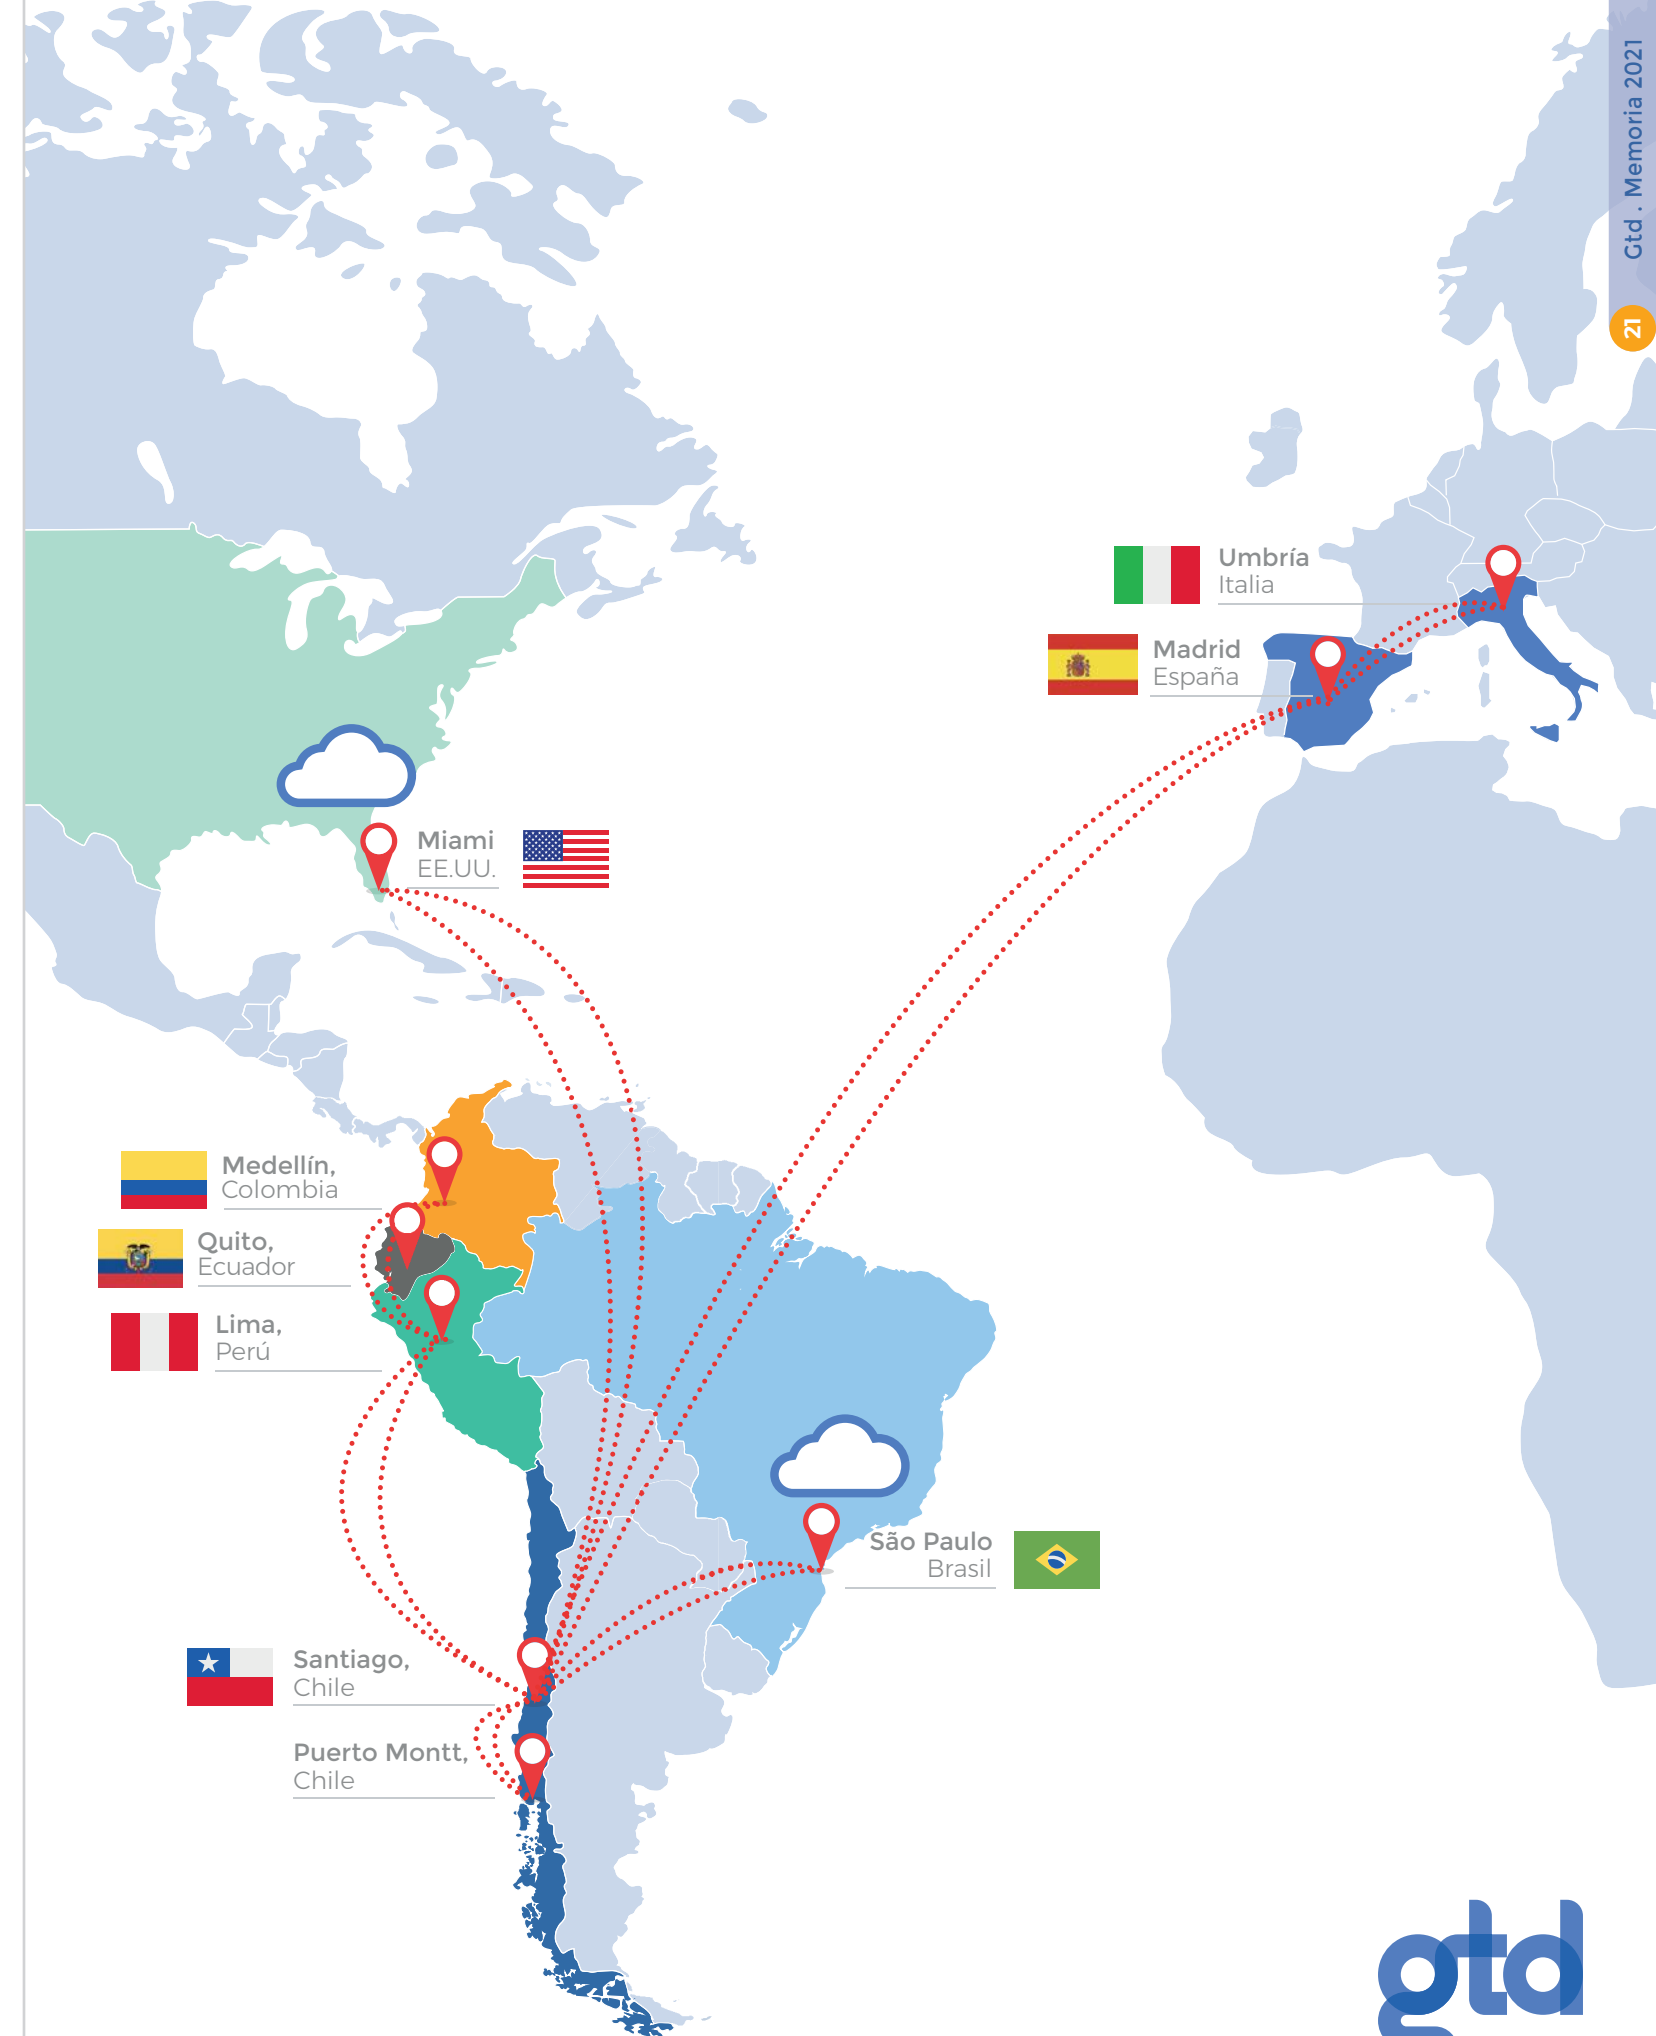 Gtd . Memoria 2021
21
Umbría
Italia
Madrid
España
Miami
EE.UU.
Medellín,
Colombia
Quito,
Ecuador
Lima,
Perú
São Paulo
Brasil
Santiago,
Chile
Puerto Montt,
Chile
gtd